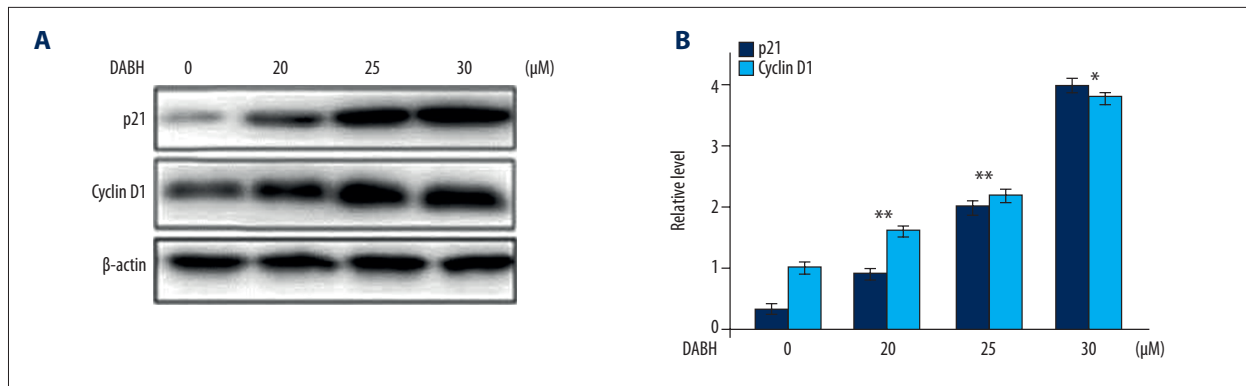 A
DABH 0 20 25 30 (µM)
p21
Cyclin D1
β-actin
B
p21
Cyclin D1
Relative level
4
3
2
1
0
**
**
*
DABH 0 20 25 30 (µM)